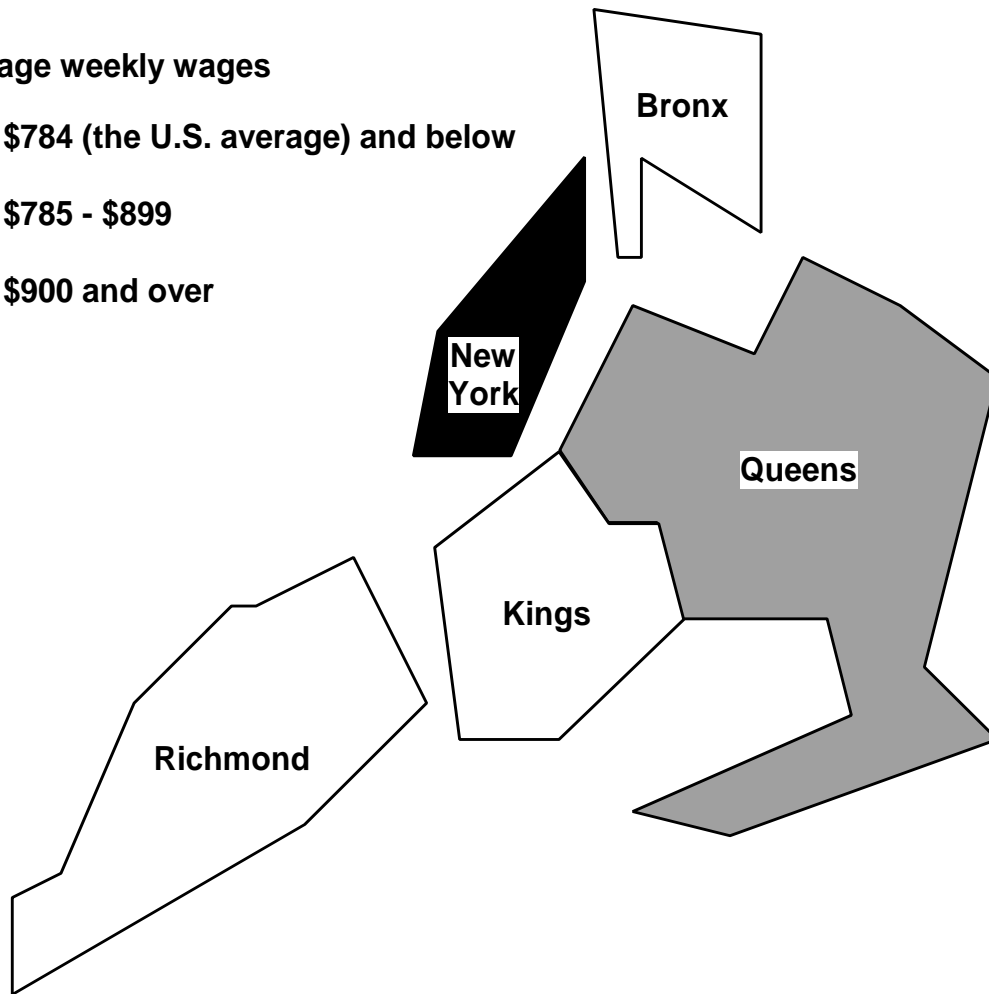 age weekly wages
$784 (the U.S. average) and below
$785 - $899
$900 and over
Bronx
New
York
Queens
Kings
Richmond